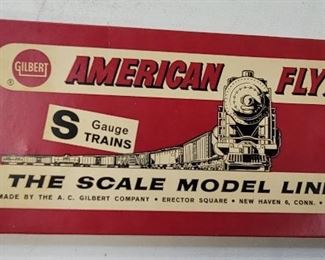 GILBERT
®
AMERICAN FLY
S Gauge
TRAINS
THE SCALE MODEL LIN
MADE BY THE A. C. GILBERT COMPANY • ERECTOR SQUARE • NEW HAVEN 6, CONN. •